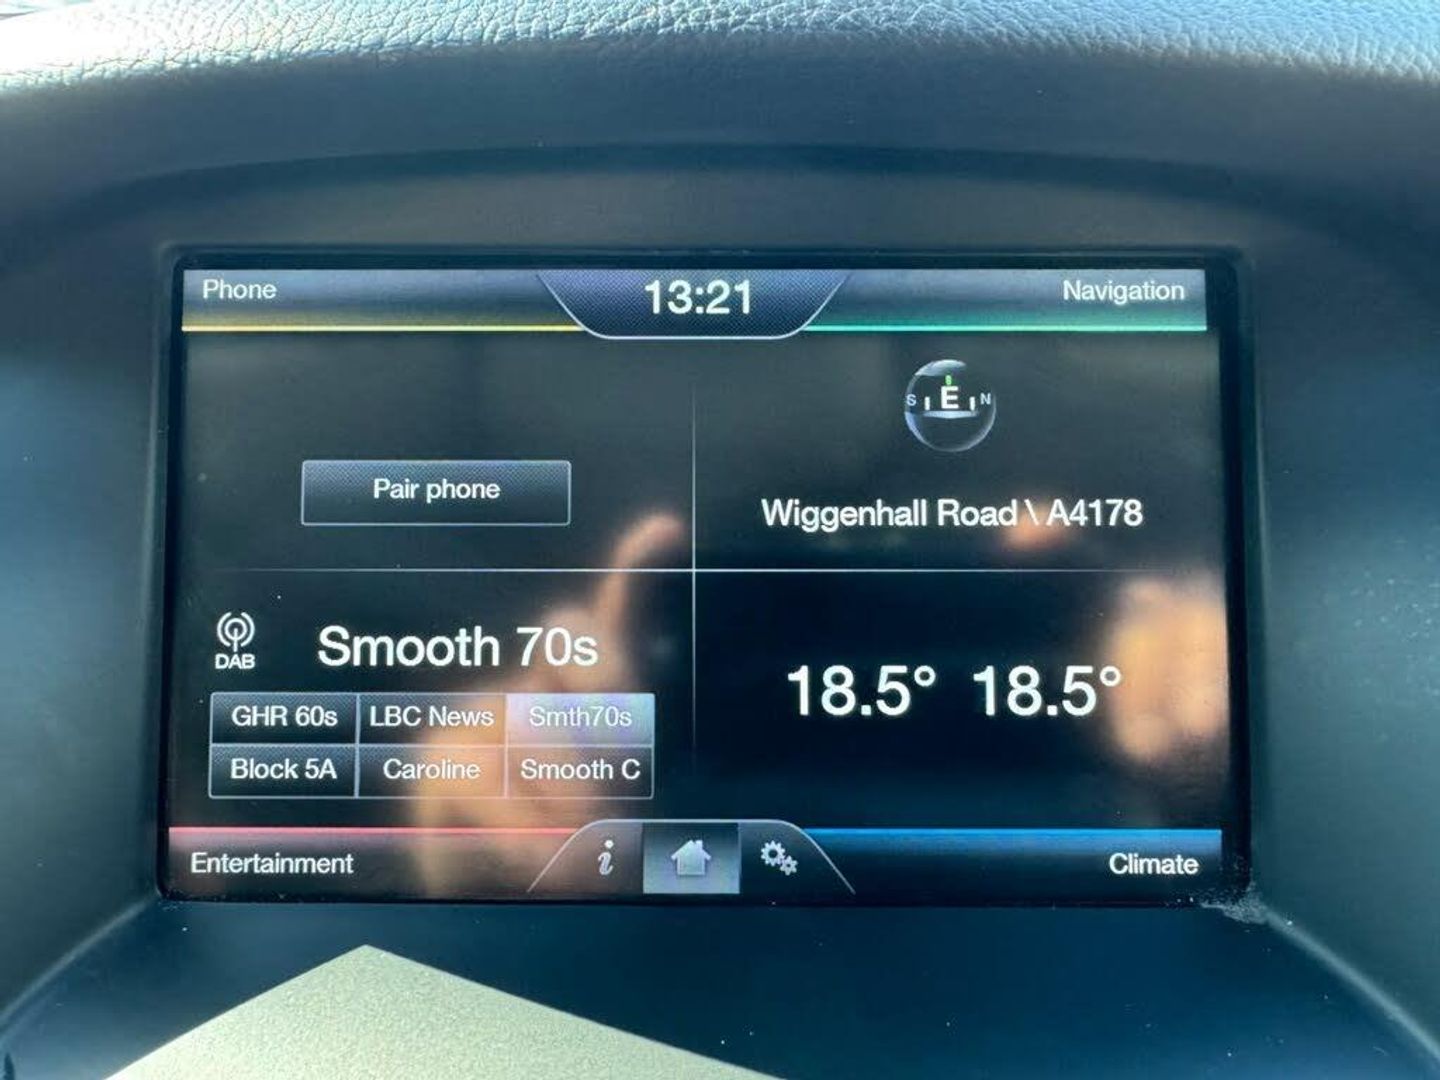 Phone
13:21
Navigation
S E N
Pair phone
Wiggenhall Road \ A4178
DAB
Smooth 70s
18.5° 18.5°
GHR 60s LBC News Smth70s
Block 5A Caroline Smooth C
Entertainment
i
Climate